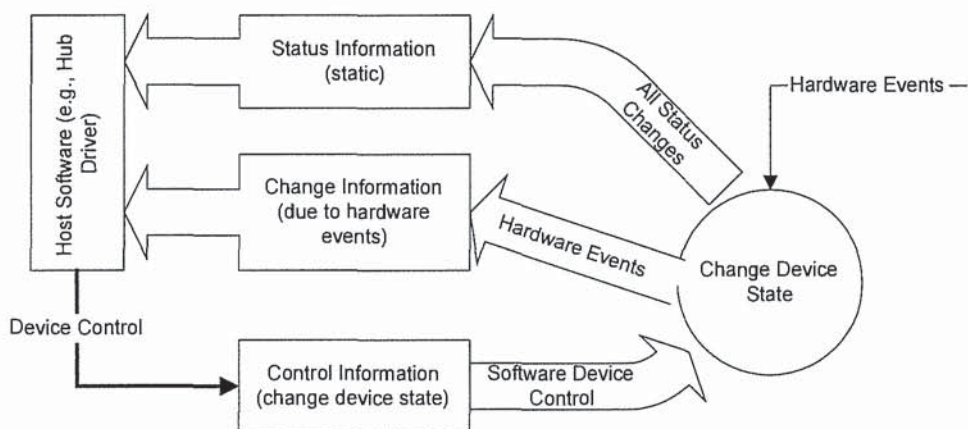 Host Software (e.g., Hub
Driver)
Status Information
(static)
All Status
Changes
Hardware Events
Change Information
(due to hardware
events)
Hardware Events
Change Device
State
Device Control
Control Information
(change device state)
Software Device
Control